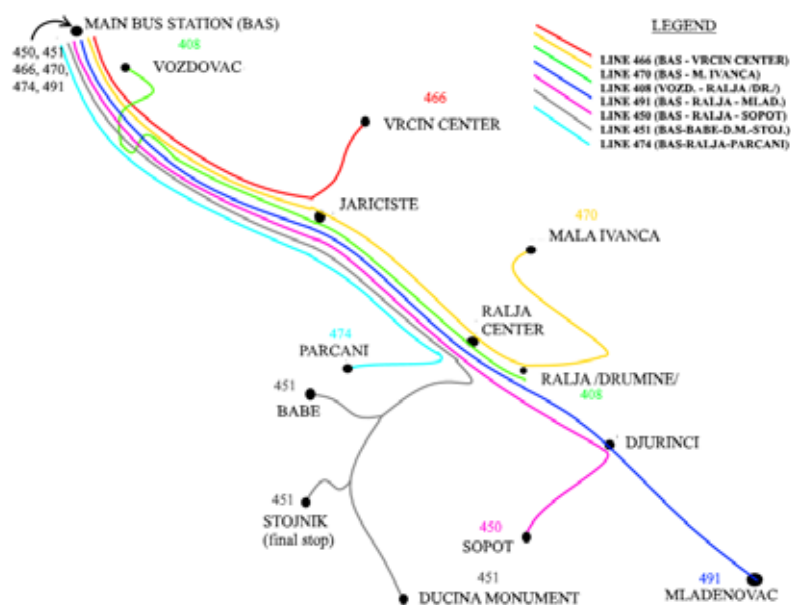 MAIN BUS STATION (BAS)
450, 451
466, 470,
474, 491
408
VOZDOVAC
466
VRCIN CENTER
LEGEND
LINE 466 (BAS - VRCIN CENTER)
LINE 470 (BAS - M. IVANCA)
LINE 408 (VOZD. - RALJA /DR./)
LINE 491 (BAS - RALJA - MLAD.)
LINE 450 (BAS - RALJA - SOPOT)
LINE 451 (BAS-BABE-D.M.-STOJ.)
LINE 474 (BAS-RALJA-PARCANI)
JARICISTE
470
MALA IVANCA
RALJA
CENTER
474
PARCANI
RALJA /DRUMINE/
408
451
BABE
DJURINCI
451
STOJNIK
(final stop)
450
SOPOT
451
DUCINA MONUMENT
491
MLADENOVAC